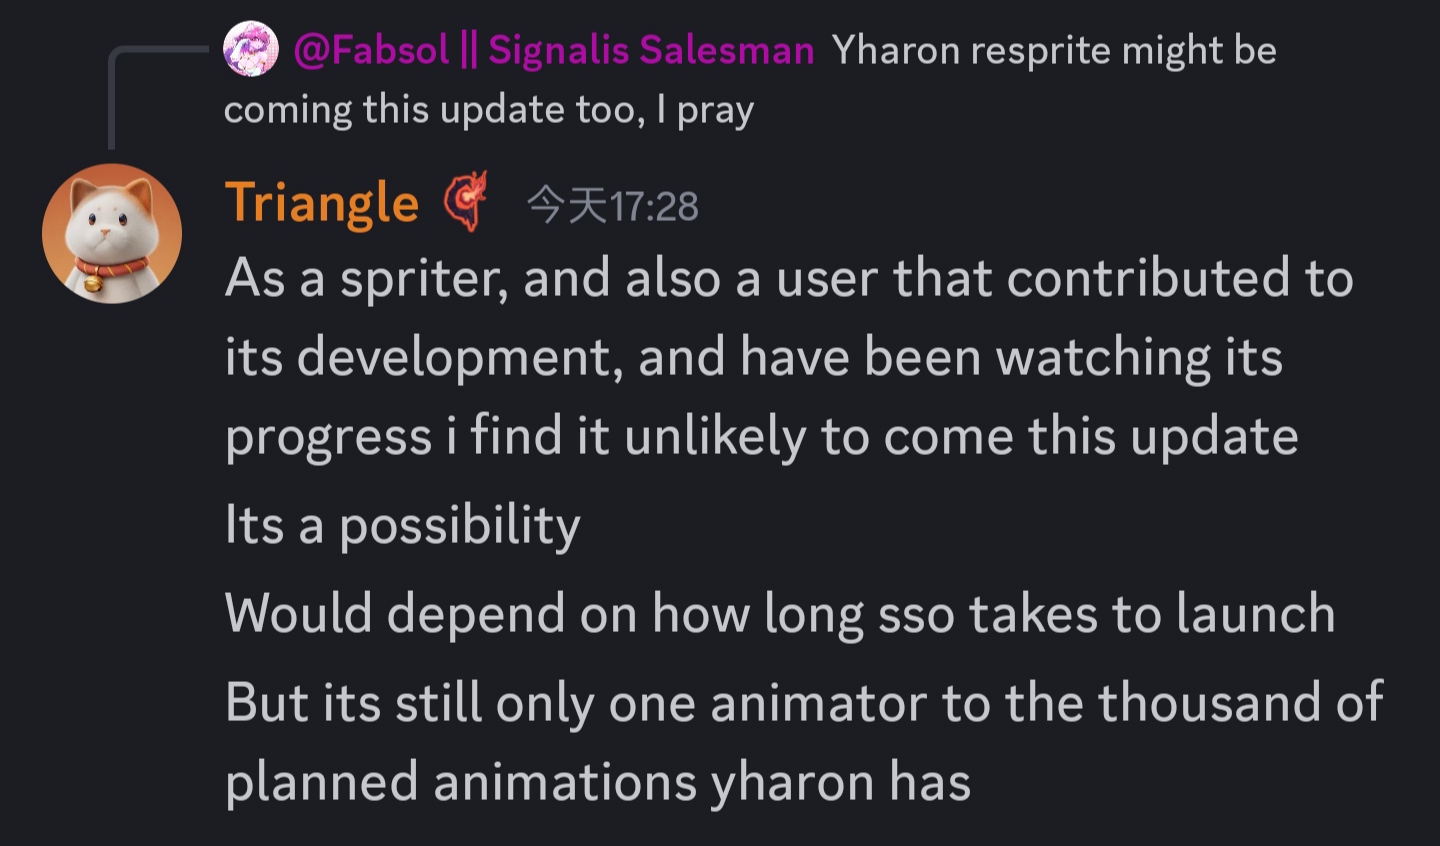 @Fabsol || Signalis Salesman Yharon resprite might be
coming this update too, I pray
Triangle 今天17:28
As a spriter, and also a user that contributed to
its development, and have been watching its
progress i find it unlikely to come this update
Its a possibility
Would depend on how long sso takes to launch
But its still only one animator to the thousand of
planned animations yharon has